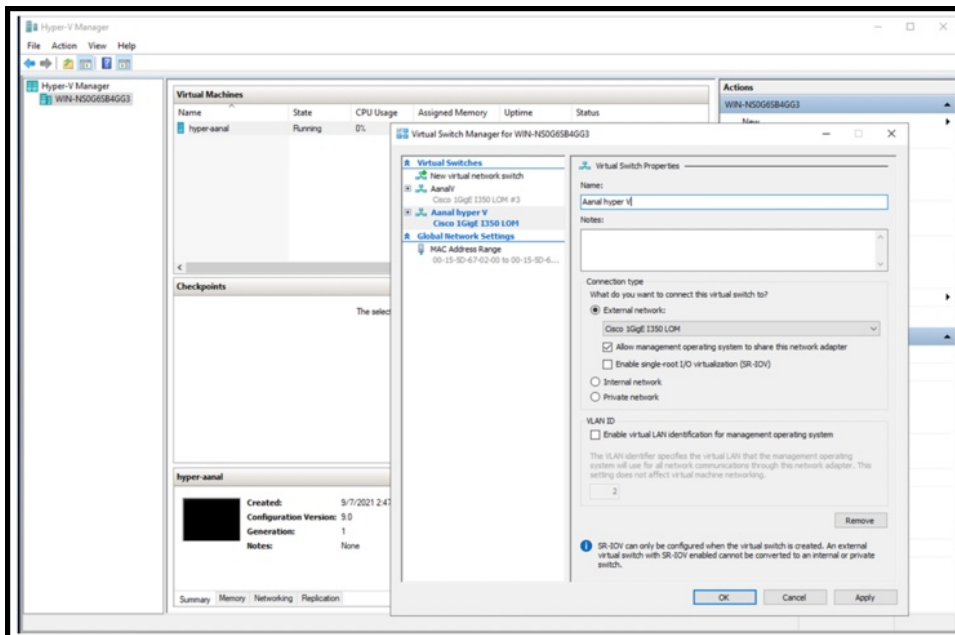 Hyper-V Manager
File Action View Help
Hyper-V Manager
WIN-NS0G6SB4GG3
Virtual Machines
Name State CPU Usage Assigned Memory Uptime Status
hyper-aanal Running 0%
Checkpoints
The selec
hyper-aanal
Created: 9/7/2021 2:47
Configuration Version: 9.0
Generation: 1
Notes: None
Summary Memory Networking Replication
Actions
WIN-NS0G6SB4GG3
New
Virtual Switch Manager for WIN-NS0G6SB4GG3
Virtual Switches
New virtual network switch
AanalV
Cisco 1GigE I350 LOM #3
Aanal hyper V
Cisco 1GigE I350 LOM
Global Network Settings
MAC Address Range
00-15-5D-67-02-00 to 00-15-5D-6...
Virtual Switch Properties
Name:
Aanal hyper V
Notes:
Connection type
What do you want to connect this virtual switch to?
External network:
Cisco 1GigE I350 LOM
Allow management operating system to share this network adapter
Enable single-root I/O virtualization (SR-IOV)
Internal network
Private network
VLAN ID
Enable virtual LAN identification for management operating system
The VLAN identifier specifies the virtual LAN that the management operating
system will use for all network communications through this network adapter. This
setting does not affect virtual machine networking.
2
Remove
SR-IOV can only be configured when the virtual switch is created. An external
virtual switch with SR-IOV enabled cannot be converted to an internal or private
switch.
OK Cancel Apply